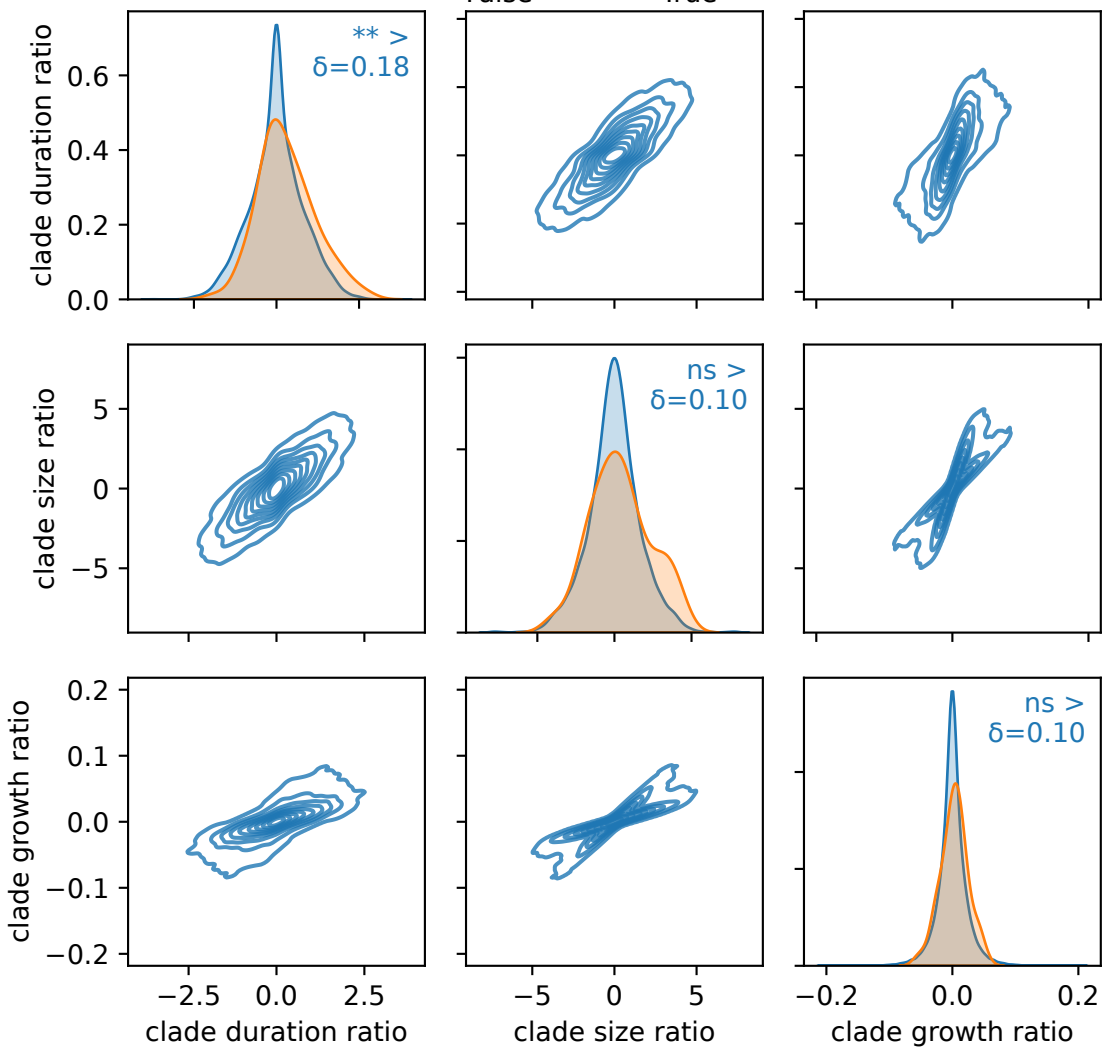 clade duration ratio
0.6
0.4
0.2
0.0
** >
δ=0.18
clade size ratio
5
0
−5
ns >
δ=0.10
clade growth ratio
0.2
0.1
0.0
−0.1
−0.2
ns >
δ=0.10
−2.5 0.0 2.5
clade duration ratio
−5 0 5
clade size ratio
−0.2 0.0 0.2
clade growth ratio